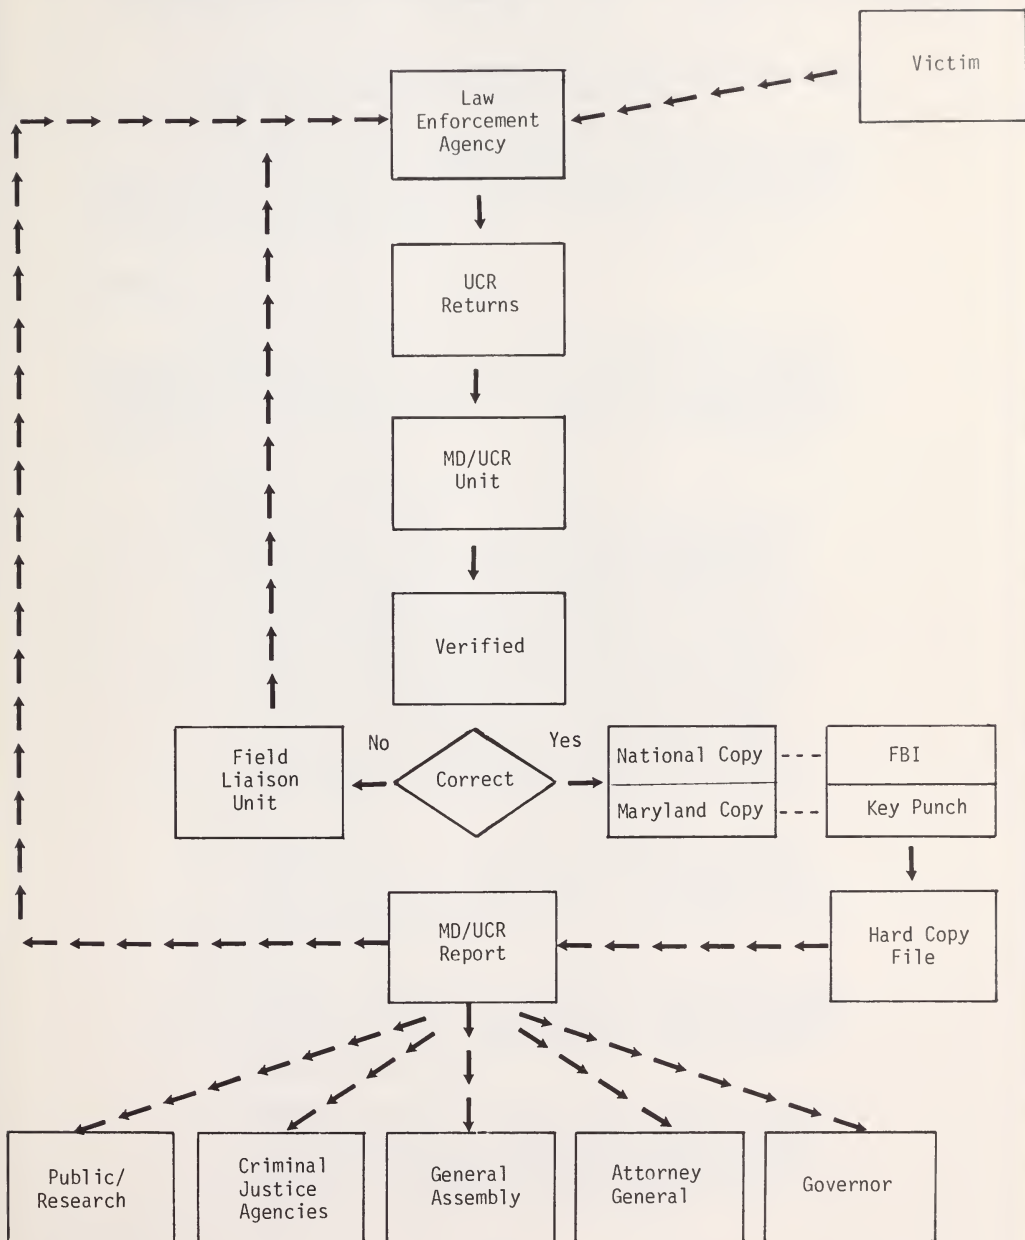 Victim
Law
Enforcement
Agency
UCR
Returns
MD/UCR
Unit
Verified
No
Yes
Field
Liaison
Unit
Correct
National Copy
FBI
Maryland Copy
Key Punch
MD/UCR
Report
Hard Copy
File
Public/
Research
Criminal
Justice
Agencies
General
Assembly
Attorney
General
Governor